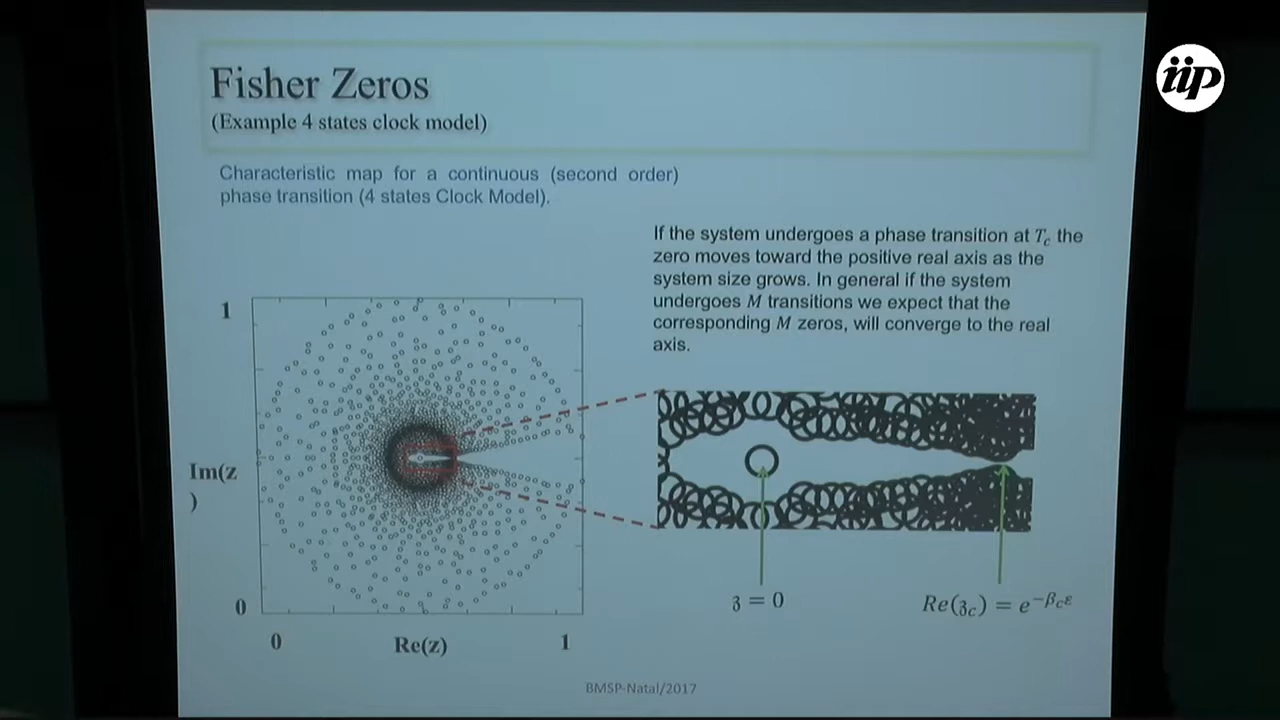 iip
Fisher Zeros
(Example 4 states clock model)
Characteristic map for a continuous (second order)
phase transition (4 states Clock Model).
If the system undergoes a phase transition at T_c the
zero moves toward the positive real axis as the
system size grows. In general if the system
undergoes M transitions we expect that the
corresponding M zeros, will converge to the real
axis.
1
Im(z
)
0
0
Re(z)
1
𝔷 = 0
Re(𝔷_c) = e^{-β_c ε}
BMSP-Natal/2017